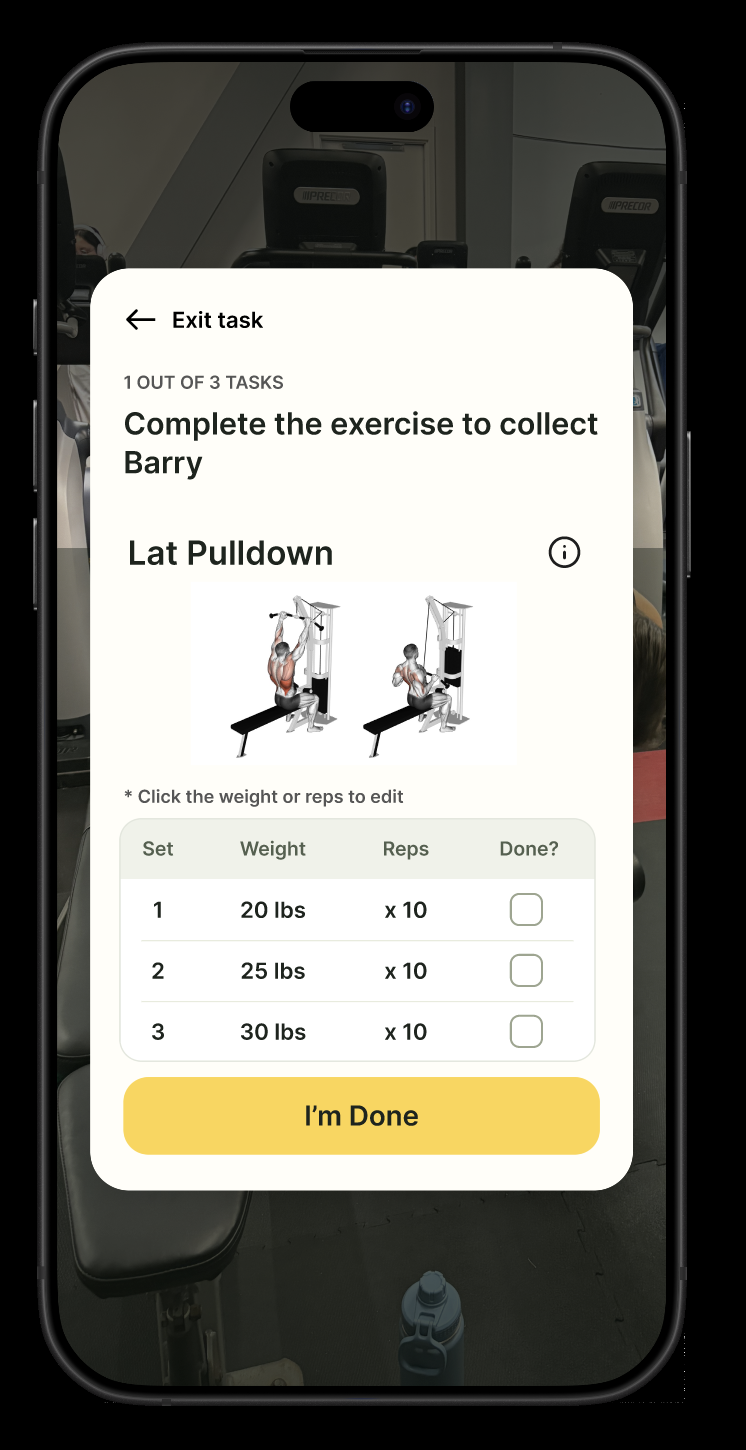 PRECOR
PRECOR
Exit task
1 OUT OF 3 TASKS
Complete the exercise to collect
Barry
Lat Pulldown
* Click the weight or reps to edit
Set Weight Reps Done?
1 20 lbs x 10
2 25 lbs x 10
3 30 lbs x 10
I’m Done